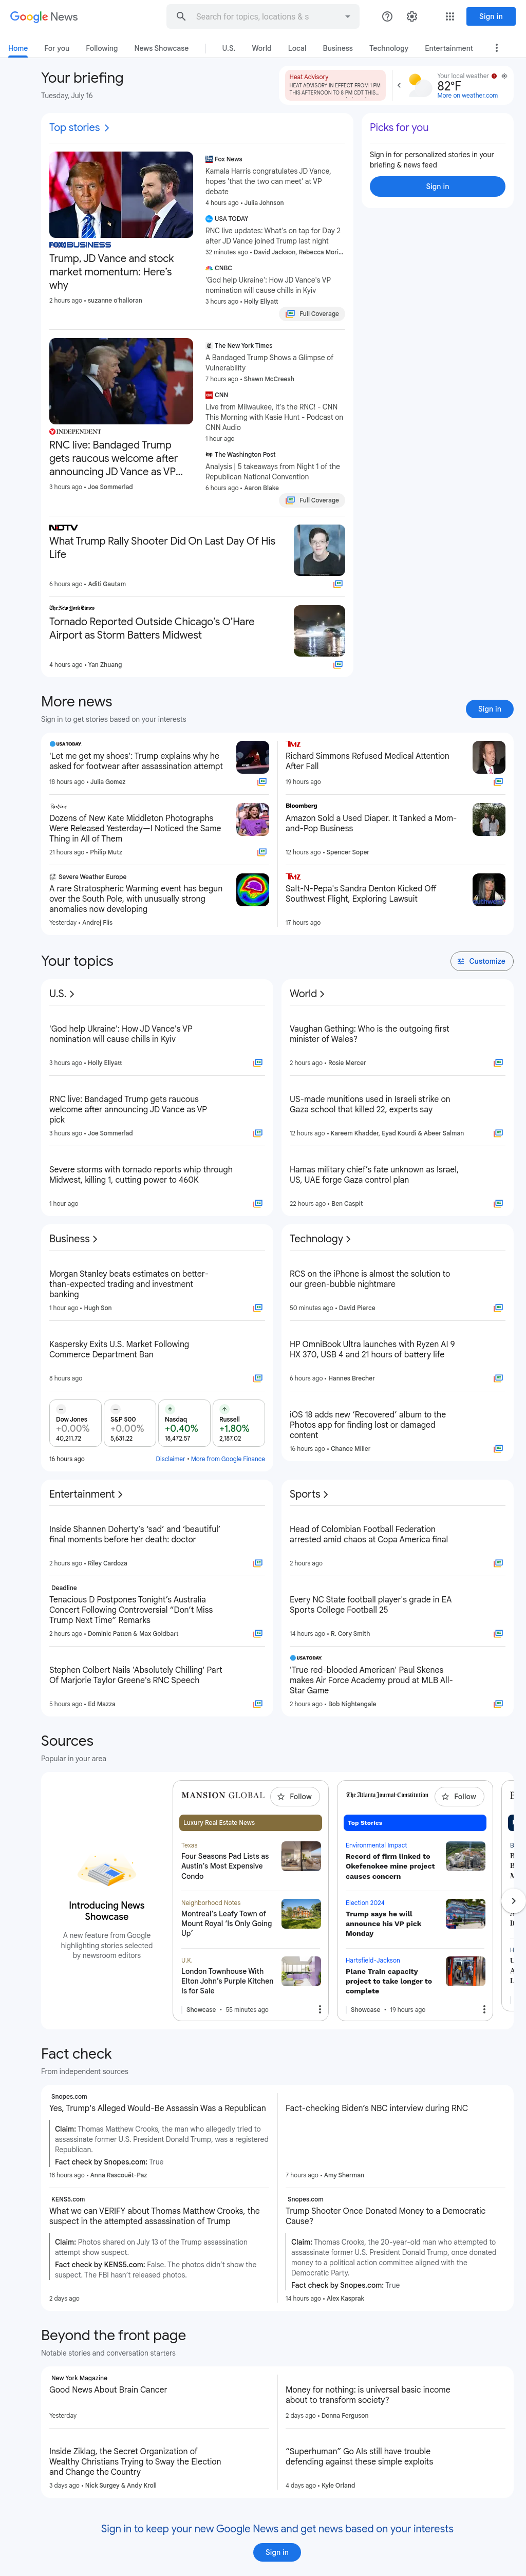 Google News
Search for topics, locations & s
Sign in
Home
For you
Following
News Showcase
U.S.
World
Local
Business
Technology
Entertainment
Your briefing
Tuesday, July 16
Heat Advisory
HEAT ADVISORY IN EFFECT FROM 1 PM
THIS AFTERNOON TO 8 PM CDT THIS...
Your local weather
82°F
More on weather.com
Top stories
FOX BUSINESS
Trump, JD Vance and stock
market momentum: Here's
why
2 hours ago • suzanne o'halloran
Fox News
Kamala Harris congratulates JD Vance,
hopes 'that the two can meet' at VP
debate
4 hours ago • Julia Johnson
USA TODAY
RNC live updates: What's on tap for Day 2
after JD Vance joined Trump last night
32 minutes ago • David Jackson, Rebecca Mori...
CNBC
'God help Ukraine': How JD Vance's VP
nomination will cause chills in Kyiv
3 hours ago • Holly Ellyatt
Full Coverage
INDEPENDENT
RNC live: Bandaged Trump
gets raucous welcome after
announcing JD Vance as VP...
3 hours ago • Joe Sommerlad
The New York Times
A Bandaged Trump Shows a Glimpse of
Vulnerability
7 hours ago • Shawn McCreesh
CNN
Live from Milwaukee, it's the RNC! - CNN
This Morning with Kasie Hunt - Podcast on
CNN Audio
1 hour ago
The Washington Post
Analysis | 5 takeaways from Night 1 of the
Republican National Convention
6 hours ago • Aaron Blake
Full Coverage
NDTV
What Trump Rally Shooter Did On Last Day Of His
Life
6 hours ago • Aditi Gautam
The New York Times
Tornado Reported Outside Chicago's O'Hare
Airport as Storm Batters Midwest
4 hours ago • Yan Zhuang
Picks for you
Sign in for personalized stories in your
briefing & news feed
Sign in
More news
Sign in to get stories based on your interests
Sign in
USA TODAY
'Let me get my shoes': Trump explains why he
asked for footwear after assassination attempt
18 hours ago • Julia Gomez
TMZ
Richard Simmons Refused Medical Attention
After Fall
19 hours ago
Dozens of New Kate Middleton Photographs
Were Released Yesterday—I Noticed the Same
Thing in All of Them
21 hours ago • Philip Mutz
Bloomberg
Amazon Sold a Used Diaper. It Tanked a Mom-
and-Pop Business
12 hours ago • Spencer Soper
Severe Weather Europe
A rare Stratospheric Warming event has begun
over the South Pole, with unusually strong
anomalies now developing
Yesterday • Andrej Flis
TMZ
Salt-N-Pepa's Sandra Denton Kicked Off
Southwest Flight, Exploring Lawsuit
17 hours ago
Your topics
Customize
U.S.
'God help Ukraine': How JD Vance's VP
nomination will cause chills in Kyiv
3 hours ago • Holly Ellyatt
RNC live: Bandaged Trump gets raucous
welcome after announcing JD Vance as VP
pick
3 hours ago • Joe Sommerlad
Severe storms with tornado reports whip through
Midwest, killing 1, cutting power to 460K
1 hour ago
World
Vaughan Gething: Who is the outgoing first
minister of Wales?
2 hours ago • Rosie Mercer
US-made munitions used in Israeli strike on
Gaza school that killed 22, experts say
12 hours ago • Kareem Khadder, Eyad Kourdi & Abeer Salman
Hamas military chief's fate unknown as Israel,
US, UAE forge Gaza control plan
22 hours ago • Ben Caspit
Business
Morgan Stanley beats estimates on better-
than-expected trading and investment
banking
1 hour ago • Hugh Son
Kaspersky Exits U.S. Market Following
Commerce Department Ban
8 hours ago
Dow Jones
+0.00%
40,211.72
S&P 500
+0.00%
5,631.22
Nasdaq
+0.40%
18,472.57
Russell
+1.80%
2,187.02
16 hours ago
Disclaimer • More from Google Finance
Technology
RCS on the iPhone is almost the solution to
our green-bubble nightmare
50 minutes ago • David Pierce
HP OmniBook Ultra launches with Ryzen AI 9
HX 370, USB 4 and 21 hours of battery life
6 hours ago • Hannes Brecher
iOS 18 adds new 'Recovered' album to the
Photos app for finding lost or damaged
content
16 hours ago • Chance Miller
Entertainment
Inside Shannen Doherty's 'sad' and 'beautiful'
final moments before her death: doctor
2 hours ago • Riley Cardoza
Deadline
Tenacious D Postpones Tonight's Australia
Concert Following Controversial "Don't Miss
Trump Next Time" Remarks
2 hours ago • Dominic Patten & Max Goldbart
Stephen Colbert Nails 'Absolutely Chilling' Part
Of Marjorie Taylor Greene's RNC Speech
5 hours ago • Ed Mazza
Sports
Head of Colombian Football Federation
arrested amid chaos at Copa America final
2 hours ago
Every NC State football player's grade in EA
Sports College Football 25
14 hours ago • R. Cory Smith
USA TODAY
'True red-blooded American' Paul Skenes
makes Air Force Academy proud at MLB All-
Star Game
2 hours ago • Bob Nightengale
Sources
Popular in your area
Introducing News
Showcase
A new feature from Google
highlighting stories selected
by newsroom editors
MANSION GLOBAL
Follow
Luxury Real Estate News
Texas
Four Seasons Pad Lists as
Austin's Most Expensive
Condo
Neighborhood Notes
Montreal's Leafy Town of
Mount Royal 'Is Only Going
Up'
U.K.
London Townhouse With
Elton John's Purple Kitchen
Is for Sale
Showcase • 55 minutes ago
The Atlanta Journal-Constitution
Follow
Top Stories
Environmental impact
Record of firm linked to
Okefenokee mine project
causes concern
Election 2024
Trump says he will
announce his VP pick
Monday
Hartsfield-Jackson
Plane Train capacity
project to take longer to
complete
Showcase • 19 hours ago
Fact check
From independent sources
Snopes.com
Yes, Trump's Alleged Would-Be Assassin Was a Republican
Claim: Thomas Matthew Crooks, the man who allegedly tried to
assassinate former U.S. President Donald Trump, was a registered
Republican.
Fact check by Snopes.com: True
18 hours ago • Anna Rascouët-Paz
Fact-checking Biden's NBC interview during RNC
7 hours ago • Amy Sherman
KENS5.com
What we can VERIFY about Thomas Matthew Crooks, the
suspect in the attempted assassination of Trump
Claim: Photos shared on July 13 of the Trump assassination
attempt show suspect.
Fact check by KENS5.com: False. The photos didn't show the
suspect. The FBI hasn't released photos.
2 days ago
Snopes.com
Trump Shooter Once Donated Money to a Democratic
Cause?
Claim: Thomas Crooks, the 20-year-old man who attempted to
assassinate former U.S. President Donald Trump, once donated
money to a political action committee aligned with the
Democratic Party.
Fact check by Snopes.com: True
14 hours ago • Alex Kasprak
Beyond the front page
Notable stories and conversation starters
New York Magazine
Good News About Brain Cancer
Yesterday
Money for nothing: is universal basic income
about to transform society?
2 days ago • Donna Ferguson
Inside Ziklag, the Secret Organization of
Wealthy Christians Trying to Sway the Election
and Change the Country
3 days ago • Nick Surgey & Andy Kroll
"Superhuman" Go AIs still have trouble
defending against these simple exploits
4 days ago • Kyle Orland
Sign in to keep your new Google News and get news based on your interests
Sign in